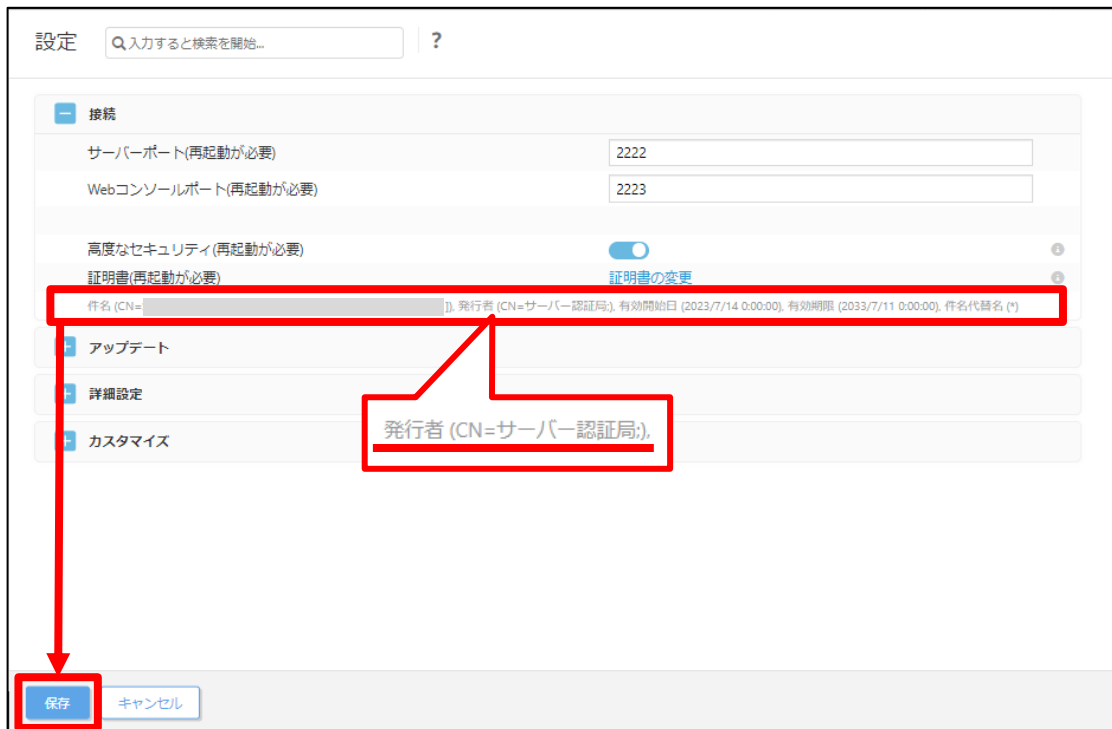 設定 入力すると検索を開始... ?
接続
サーバーポート(再起動が必要) 2222
Webコンソールポート(再起動が必要) 2223
高度なセキュリティ(再起動が必要)
証明書(再起動が必要) 証明書の変更
件名 (CN= ]), 発行者 (CN=サーバー認証局;), 有効開始日 (2023/7/14 0:00:00), 有効期限 (2033/7/11 0:00:00), 件名代替名 (*)
アップデート
詳細設定
発行者 (CN=サーバー認証局;),
カスタマイズ
保存 キャンセル